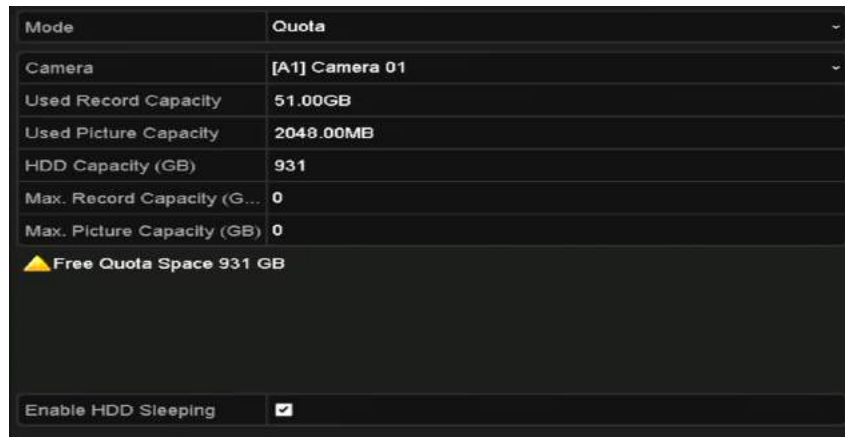 Mode Quota
Camera [A1] Camera 01
Used Record Capacity 51.00GB
Used Picture Capacity 2048.00MB
HDD Capacity (GB) 931
Max. Record Capacity (G... 0
Max. Picture Capacity (GB) 0
Free Quota Space 931 GB
Enable HDD Sleeping